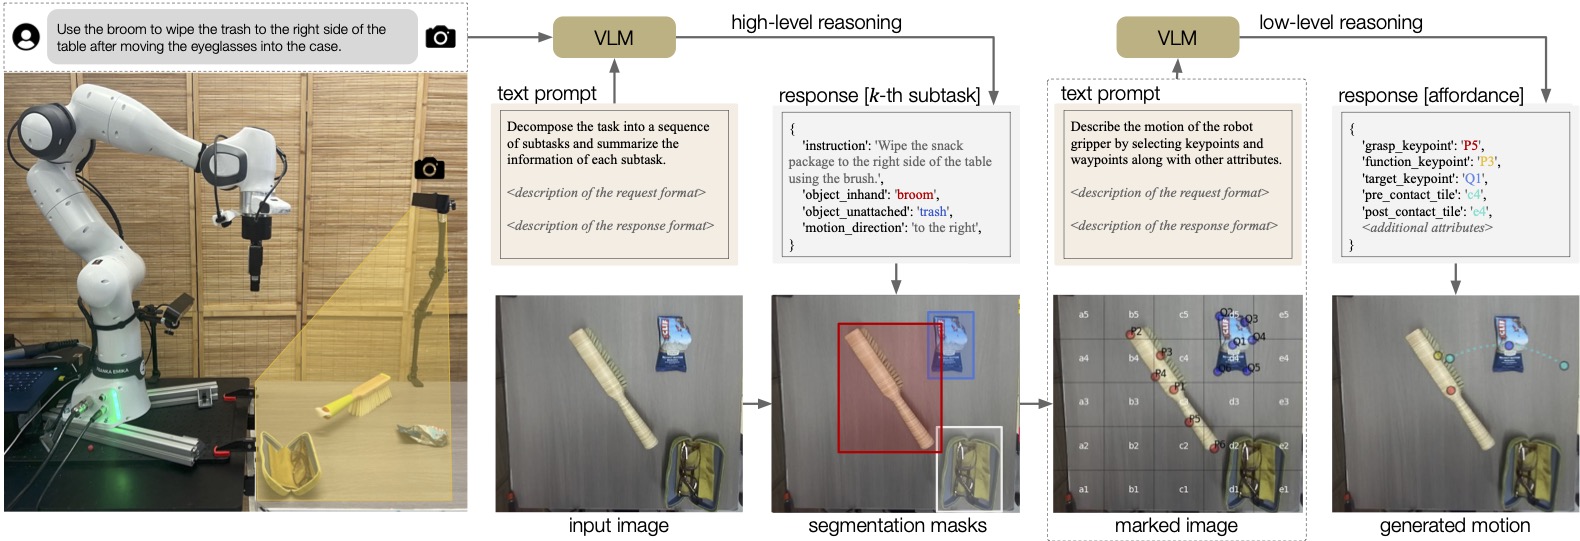 Use the broom to wipe the trash to the right side of the
table after moving the eyeglasses into the case.
VLM
high-level reasoning
VLM
low-level reasoning
text prompt
Decompose the task into a sequence
of subtasks and summarize the
information of each subtask.
<description of the request format>
<description of the response format>
response [k-th subtask]
{
'instruction': 'Wipe the snack
package to the right side of the table
using the brush.',
'object_inhand': 'broom',
'object_unattached': 'trash',
'motion_direction': 'to the right',
}
text prompt
Describe the motion of the robot
gripper by selecting keypoints and
waypoints along with other attributes.
<description of the request format>
<description of the response format>
response [affordance]
{
'grasp_keypoint': 'P5',
'function_keypoint': 'P3',
'target_keypoint': 'Q1',
'pre_contact_tile': 'c4',
'post_contact_tile': 'e4',
<additional attributes>
}
FRANKA EMIKA
CLIF
CLIF
a5 b5 c5 d5 e5
Q2 Q3
P2 Q1 Q4
a4 b4 P3 c4 d4 e4
P4 Q6 Q5
P1
a3 b3 c3 d3 e3
P5
a2 b2 c2 P6 d2 e2
a1 b1 c1 d1 e1
CLIF
input image
segmentation masks
marked image
generated motion